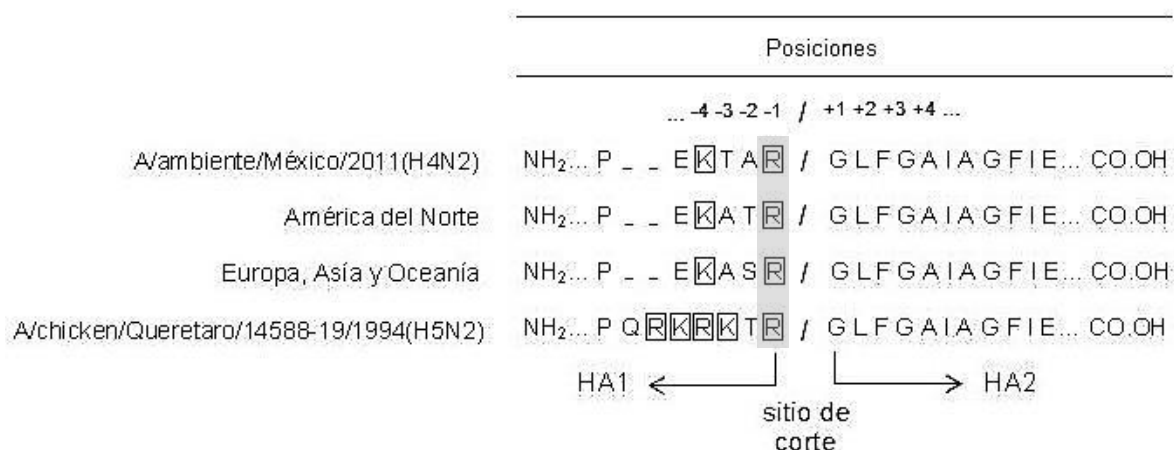 Posiciones
... -4 -3 -2 -1 / +1 +2 +3 +4 ...
A/ambiente/México/2011(H4N2) NH₂... P _ _ E K T A R / G L F G A I A G F I E... CO.OH
América del Norte NH₂... P _ _ E K A T R / G L F G A I A G F I E... CO.OH
Europa, Asía y Oceanía NH₂... P _ _ E K A S R / G L F G A I A G F I E... CO.OH
A/chicken/Queretaro/14588-19/1994(H5N2) NH₂... P Q R K R K T R / G L F G A I A G F I E... CO.OH
HA1 HA2
sitio de
corte